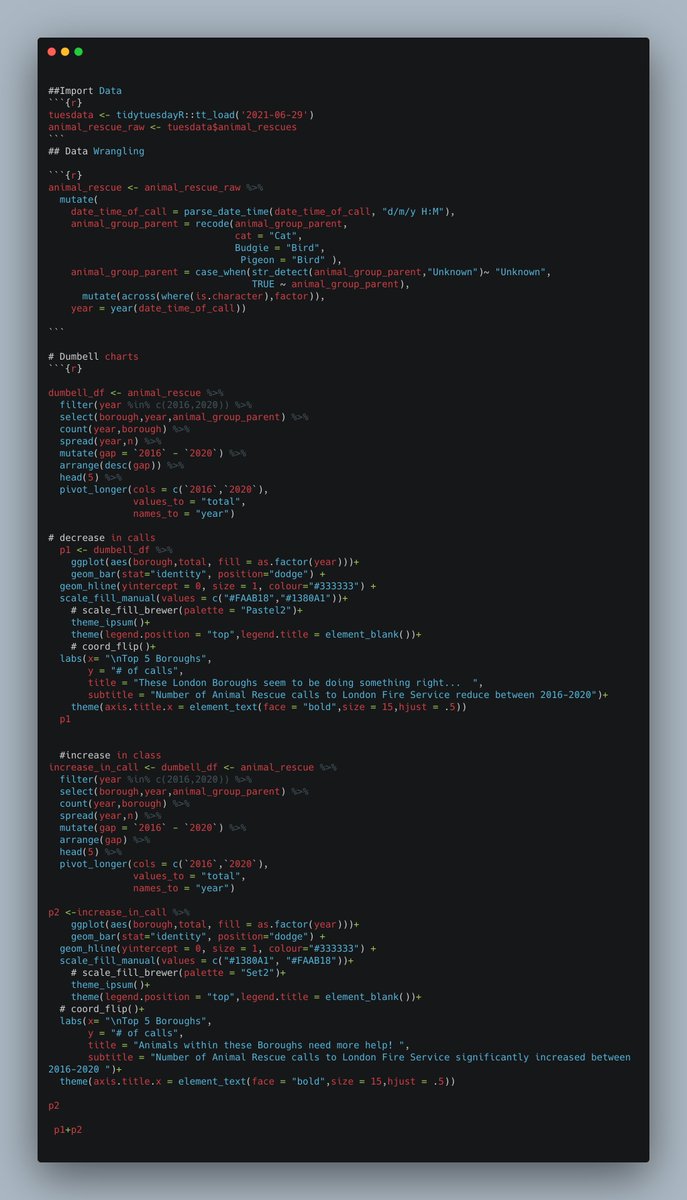 ##Import Data
```{r}
tuesdata <- tidytuesdayR::tt_load('2021-06-29')
animal_rescue_raw <- tuesdata$animal_rescues
```
## Data Wrangling

```{r}
animal_rescue <- animal_rescue_raw %>%
  mutate(
    date_time_of_call = parse_date_time(date_time_of_call, "d/m/y H:M"),
    animal_group_parent = recode(animal_group_parent,
                                 cat = "Cat",
                                 Budgie = "Bird",
                                  Pigeon = "Bird" ),
    animal_group_parent = case_when(str_detect(animal_group_parent,"Unknown")~ "Unknown",
                                    TRUE ~ animal_group_parent),
      mutate(across(where(is.character),factor)),
    year = year(date_time_of_call))

```

# Dumbell charts
```{r}

dumbell_df <- animal_rescue %>%
  filter(year %in% c(2016,2020)) %>%
  select(borough,year,animal_group_parent) %>%
  count(year,borough) %>%
  spread(year,n) %>%
  mutate(gap = `2016` - `2020`) %>%
  arrange(desc(gap)) %>%
  head(5) %>%
  pivot_longer(cols = c(`2016`,`2020`),
               values_to = "total",
               names_to = "year")

# decrease in calls
  p1 <- dumbell_df %>%
    ggplot(aes(borough,total, fill = as.factor(year)))+
    geom_bar(stat="identity", position="dodge") +
  geom_hline(yintercept = 0, size = 1, colour="#333333") +
  scale_fill_manual(values = c("#FAAB18","#1380A1"))+
    # scale_fill_brewer(palette = "Pastel2")+
    theme_ipsum()+
    theme(legend.position = "top",legend.title = element_blank())+
    # coord_flip()+
  labs(x= "\nTop 5 Boroughs",
       y = "# of calls",
       title = "These London Boroughs seem to be doing something right...  ",
       subtitle = "Number of Animal Rescue calls to London Fire Service reduce between 2016-2020")+
    theme(axis.title.x = element_text(face = "bold",size = 15,hjust = .5))
  p1


  #increase in class
increase_in_call <- dumbell_df <- animal_rescue %>%
  filter(year %in% c(2016,2020)) %>%
  select(borough,year,animal_group_parent) %>%
  count(year,borough) %>%
  spread(year,n) %>%
  mutate(gap = `2016` - `2020`) %>%
  arrange(gap) %>%
  head(5) %>%
  pivot_longer(cols = c(`2016`,`2020`),
               values_to = "total",
               names_to = "year")

p2 <-increase_in_call %>%
    ggplot(aes(borough,total, fill = as.factor(year)))+
    geom_bar(stat="identity", position="dodge") +
  geom_hline(yintercept = 0, size = 1, colour="#333333") +
  scale_fill_manual(values = c("#1380A1", "#FAAB18"))+
    # scale_fill_brewer(palette = "Set2")+
    theme_ipsum()+
    theme(legend.position = "top",legend.title = element_blank())+
  # coord_flip()+
  labs(x= "\nTop 5 Boroughs",
       y = "# of calls",
       title = "Animals within these Boroughs need more help! ",
       subtitle = "Number of Animal Rescue calls to London Fire Service significantly increased between
2016-2020 ")+
  theme(axis.title.x = element_text(face = "bold",size = 15,hjust = .5))

p2

 p1+p2